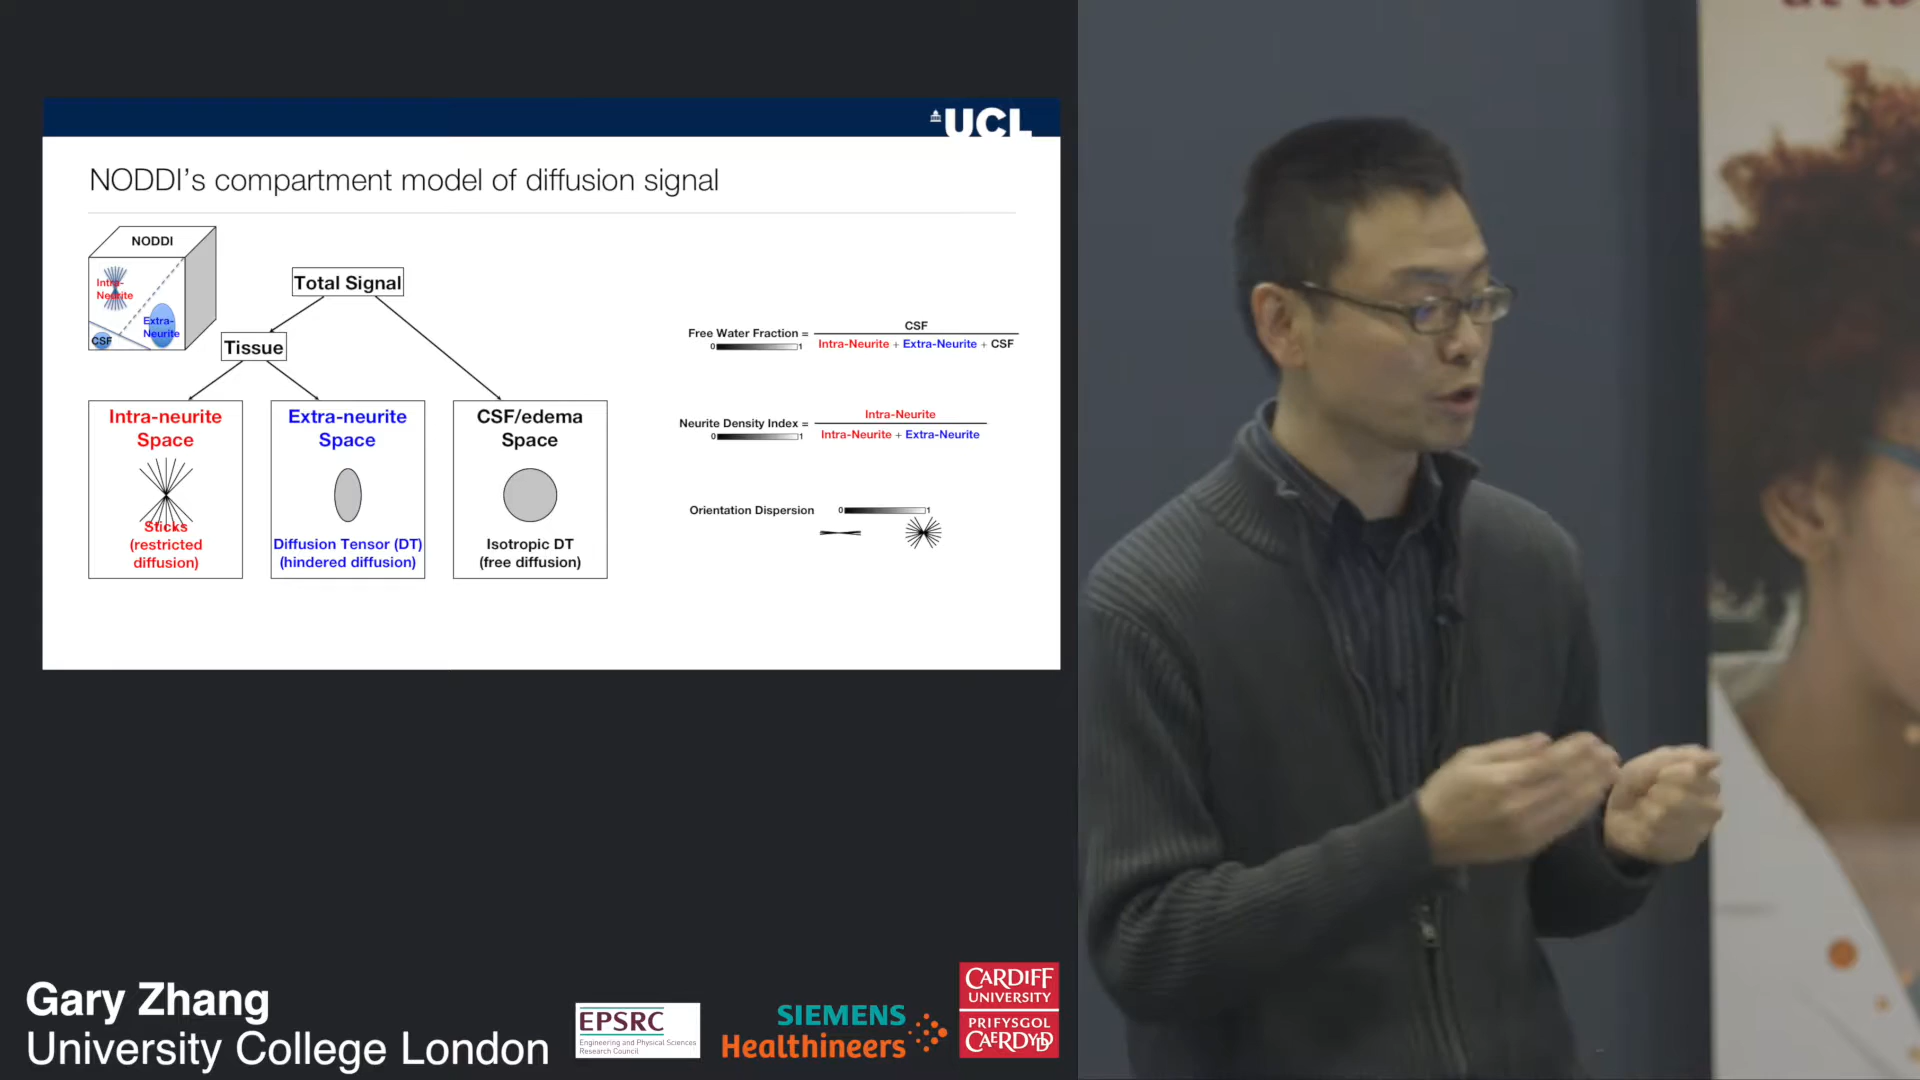 UCL
NODDI's compartment model of diffusion signal
NODDI
Intra-
Neurite
Extra-
Neurite
CSF
Total Signal
Tissue
Intra-neurite
Space
Sticks
(restricted
diffusion)
Extra-neurite
Space
Diffusion Tensor (DT)
(hindered diffusion)
CSF/edema
Space
Isotropic DT
(free diffusion)
Free Water Fraction =
CSF
Intra-Neurite + Extra-Neurite + CSF
0 1
Neurite Density Index =
Intra-Neurite
Intra-Neurite + Extra-Neurite
0 1
Orientation Dispersion
0 1
Gary Zhang
University College London
EPSRC
Engineering and Physical Sciences
Research Council
SIEMENS
Healthineers
CARDIFF
UNIVERSITY
PRIFYSGOL
CAERDYDD